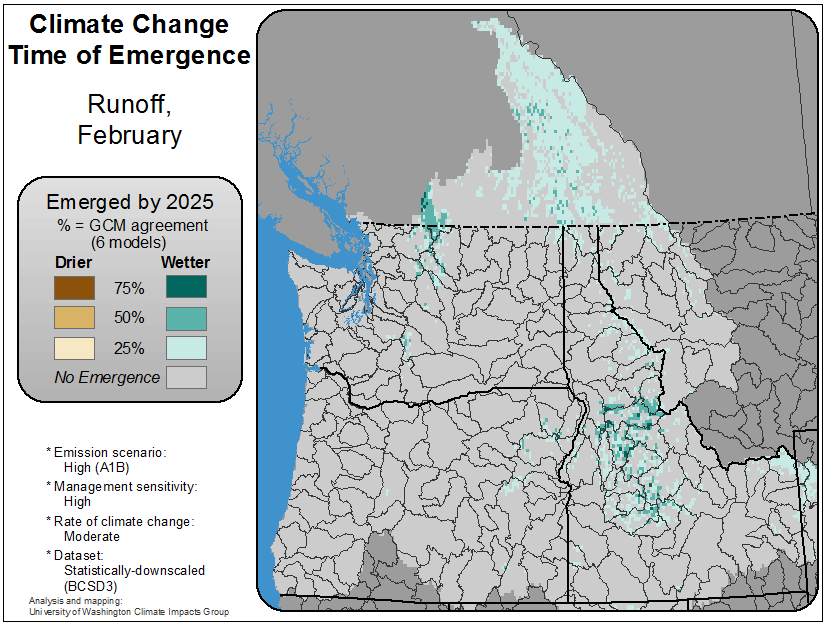 Climate Change
Time of Emergence
Runoff,
February
Emerged by 2025
% = GCM agreement
(6 models)
Drier Wetter
75%
50%
25%
No Emergence
* Emission scenario:
High (A1B)
* Management sensitivity:
High
* Rate of climate change:
Moderate
* Dataset:
Statistically-downscaled
(BCSD3)
Analysis and mapping:
University of Washington Climate Impacts Group